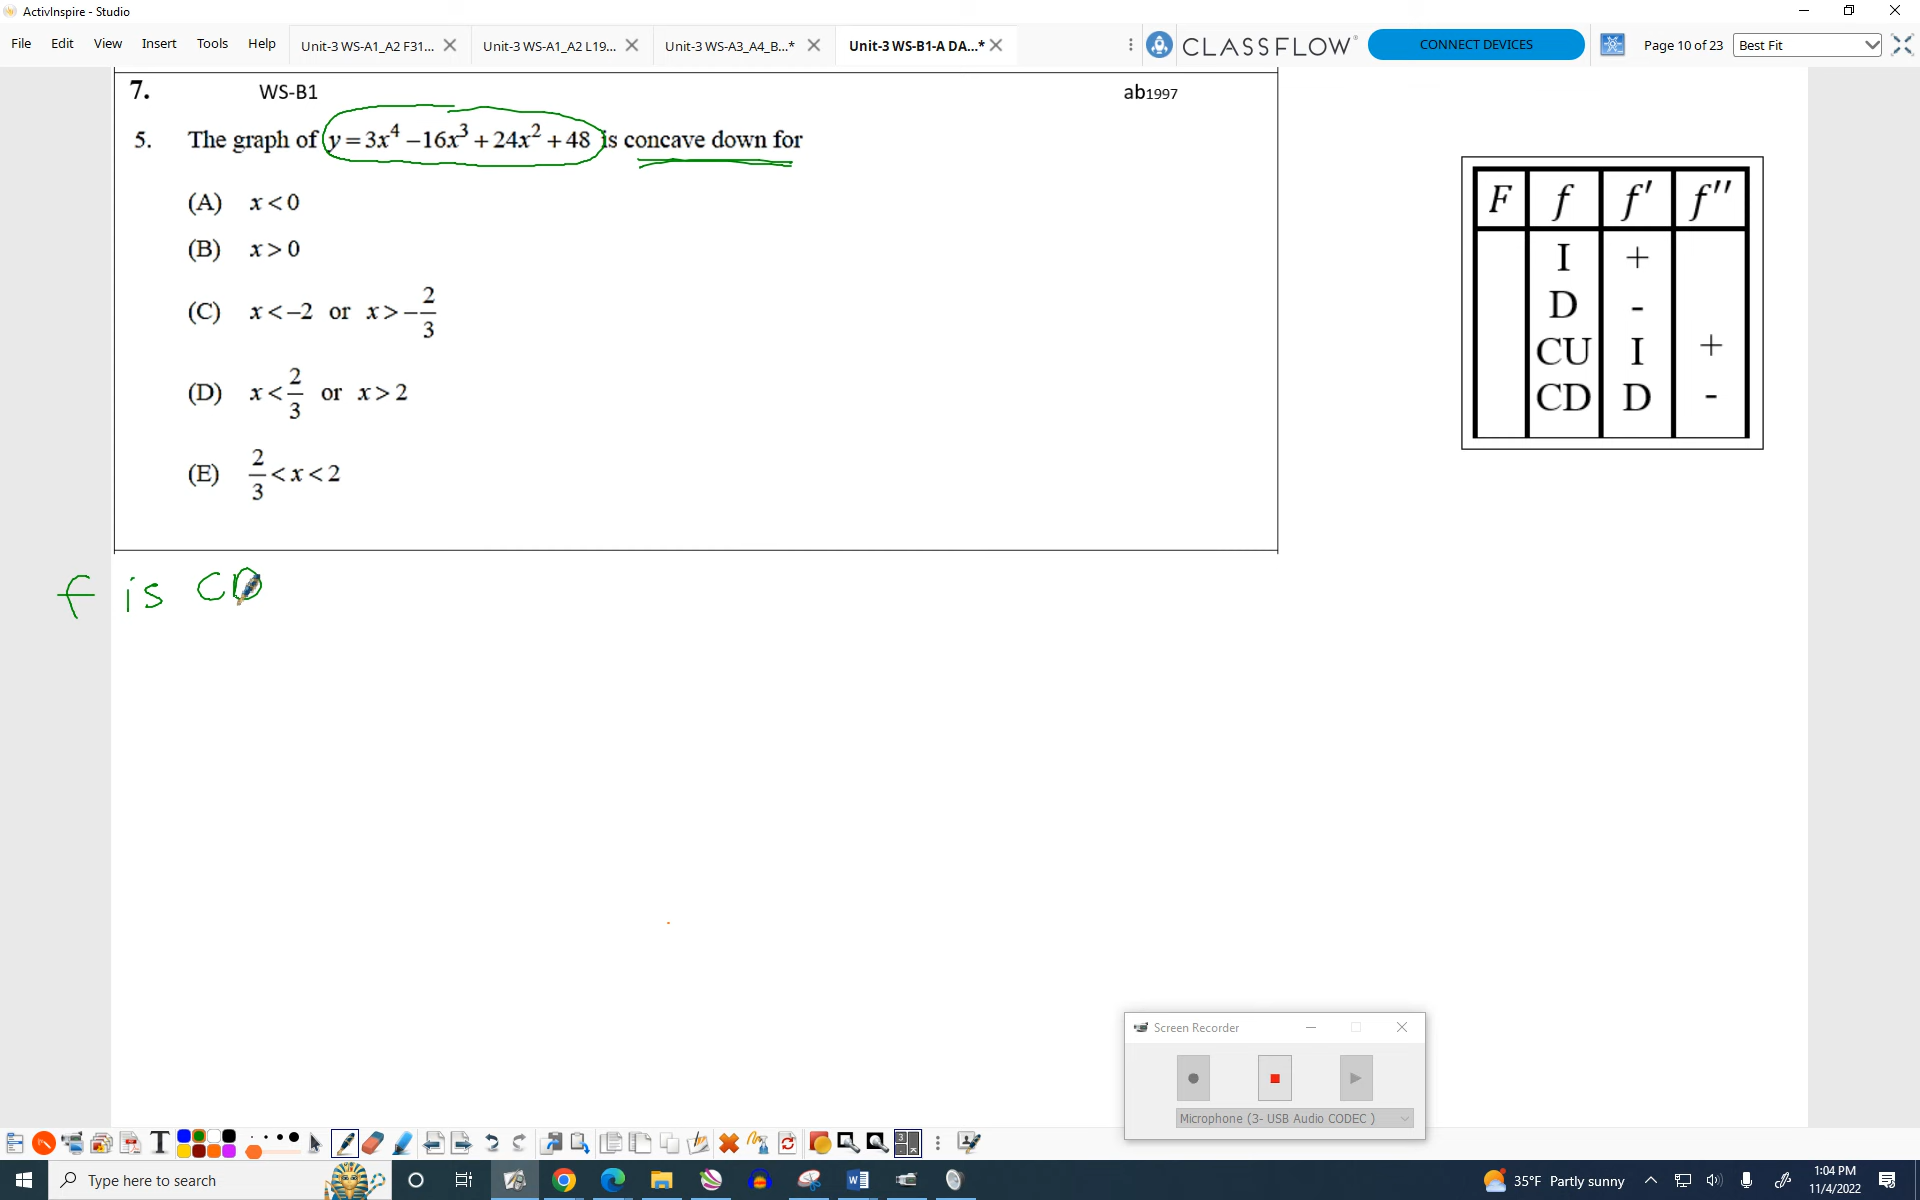 ActivInspire - Studio
File Edit View Insert Tools Help Unit-3 WS-A1_A2 F31... Unit-3 WS-A1_A2 L19... Unit-3 WS-A3_A4_B...* Unit-3 WS-B1-A DA...* CLASSFLOW CONNECT DEVICES Page 10 of 23 Best Fit
7. WS-B1 ab1997
5. The graph of y = 3x⁴ − 16x³ + 24x² + 48 is concave down for
(A) x < 0
(B) x > 0
(C) x < −2 or x > −2/3
(D) x < 2/3 or x > 2
(E) 2/3 < x < 2
F f f′ f″
I +
D -
CU I +
CD D -
f is CD
Screen Recorder
Microphone (3- USB Audio CODEC )
Type here to search
35°F Partly sunny
1:04 PM
11/4/2022